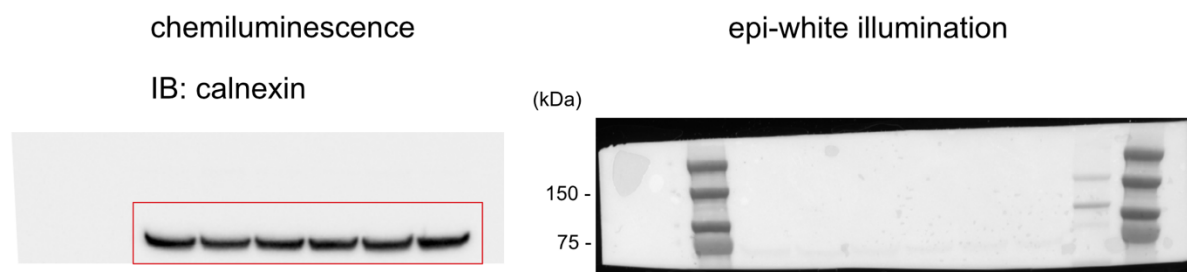 chemiluminescence
epi-white illumination
IB: calnexin
(kDa)
150 -
75 -